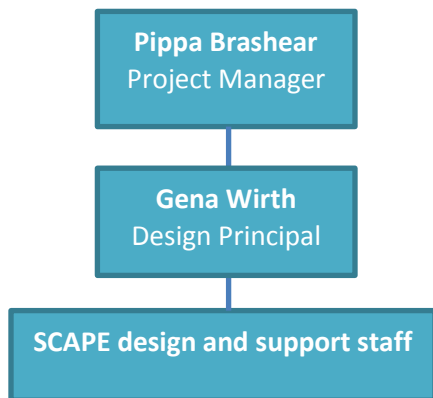 Pippa Brashear
Project Manager
Gena Wirth
Design Principal
SCAPE design and support staff